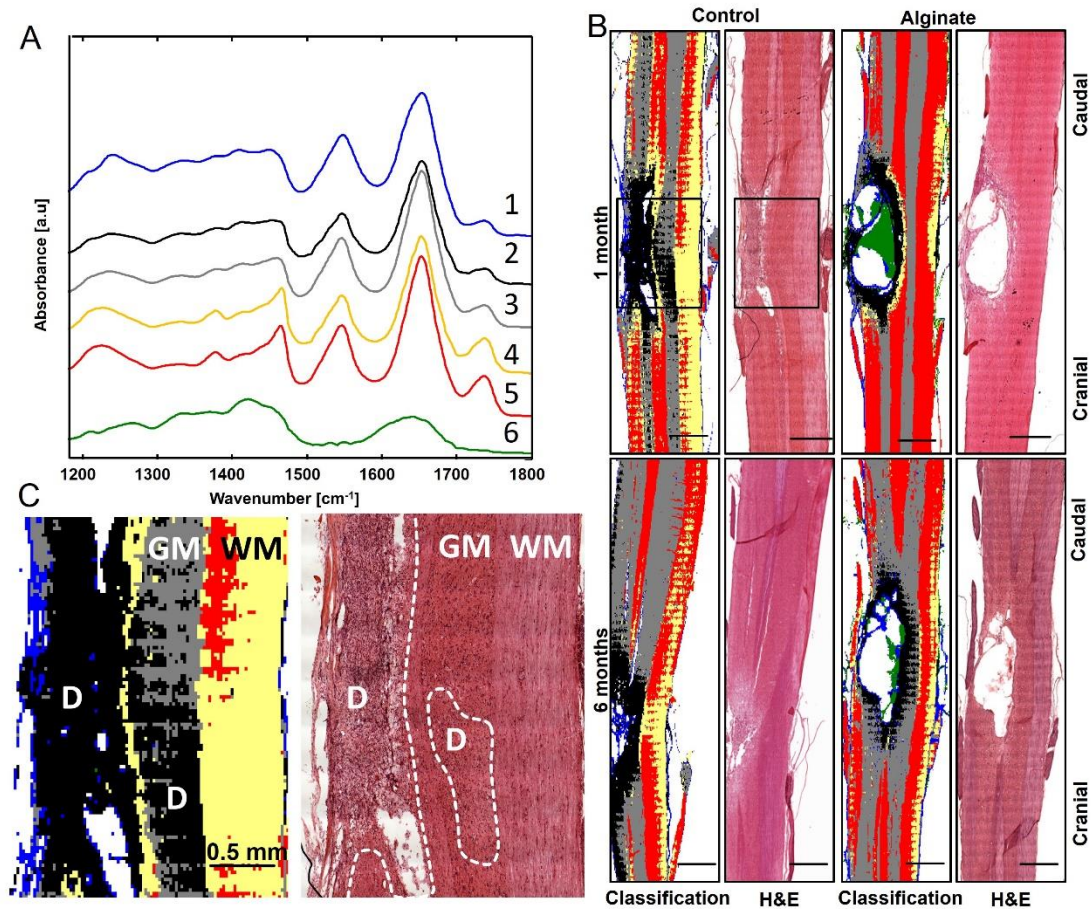 A
Absorbance [a.u]
1
2
3
4
5
6
1200 1300 1400 1500 1600 1700 1800
Wavenumber [cm-1]
B
Control Alginate
1 month
Caudal
Cranial
6 months
Caudal
Cranial
Classification H&E Classification H&E
C
GM WM
D
D
0.5 mm
GM WM
D
D